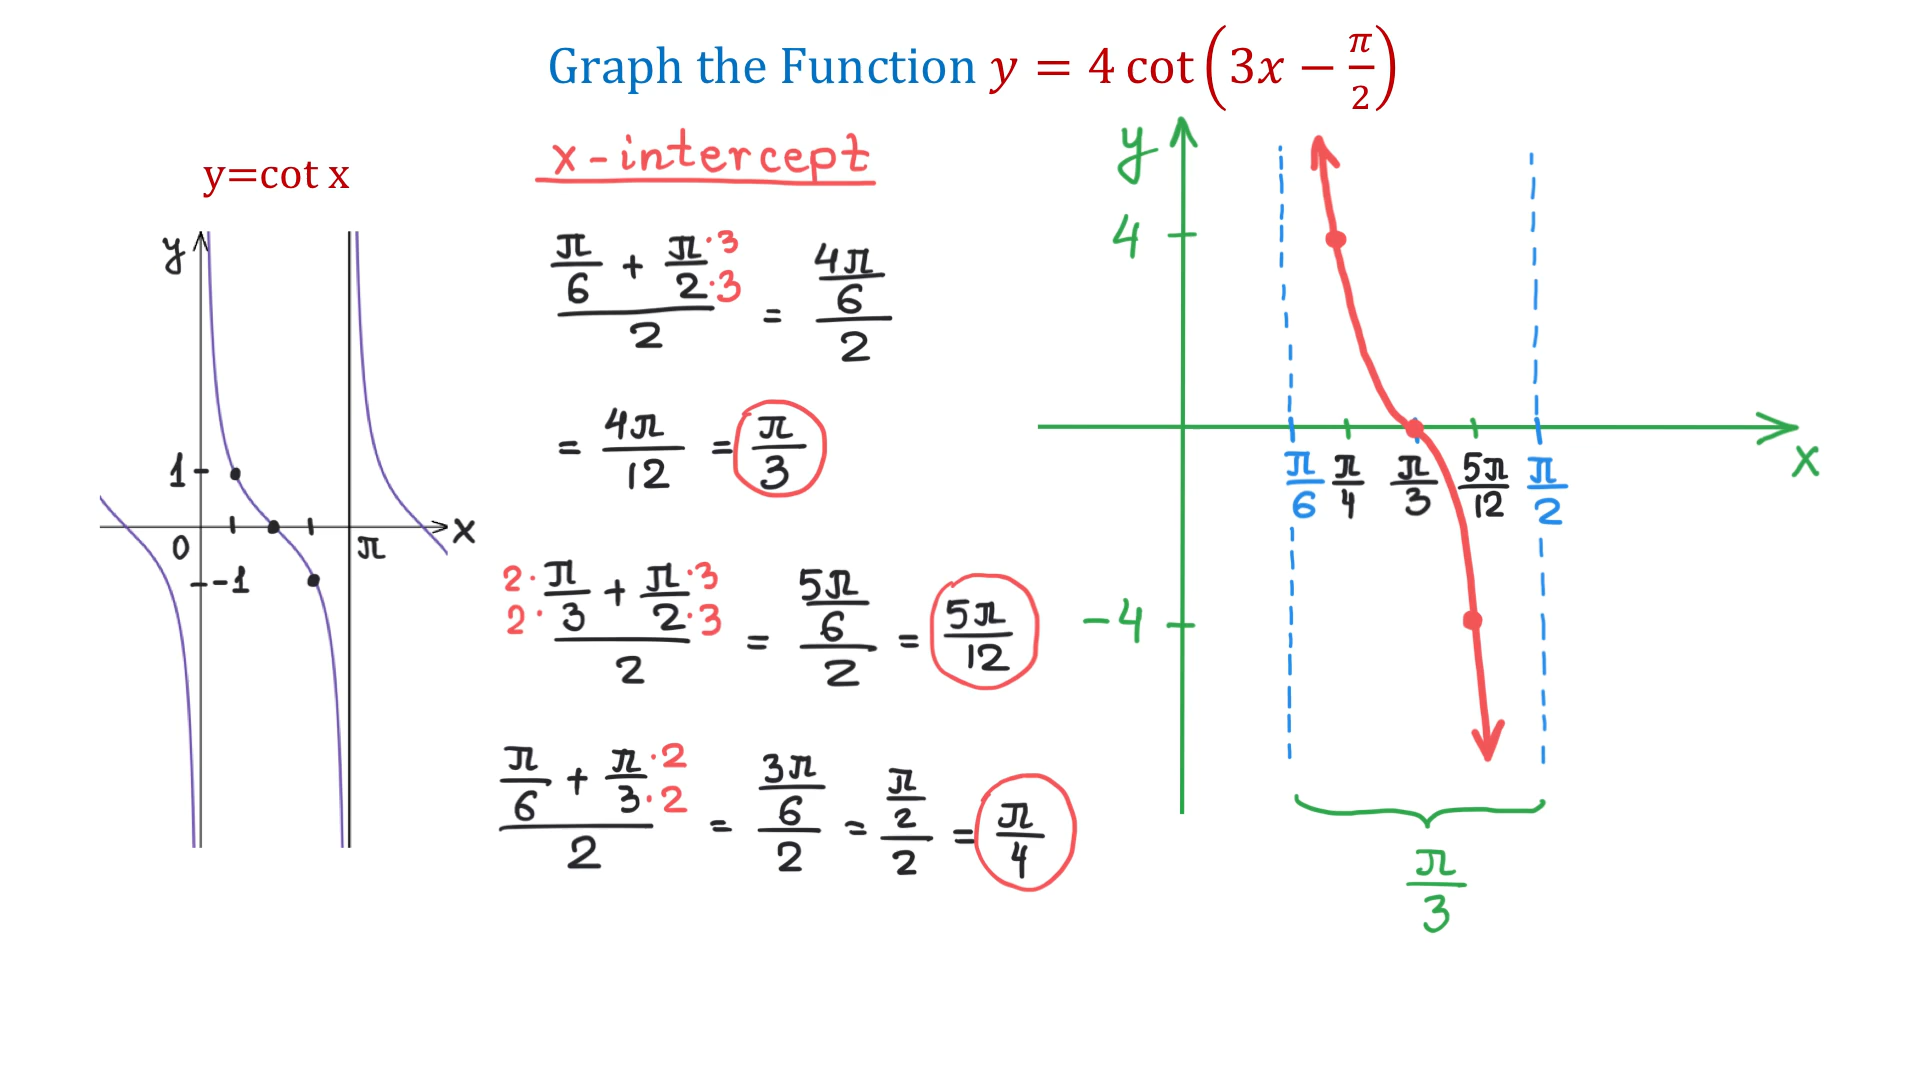 Graph the Function y = 4 cot(3x − π/2)
y=cot x
y
1
0
π
x
-1
x-intercept
(π/6 + π·3/2·3)/2 = (4π/6)/2
= 4π/12 = π/3
(2·π/2·3 + π·3/2·3)/2 = (5π/6)/2 = 5π/12
(π/6 + π·2/3·2)/2 = (3π/6)/2 = (π/2)/2 = π/4
y
4
x
π/6 π/4 π/3 5π/12 π/2
-4
π/3